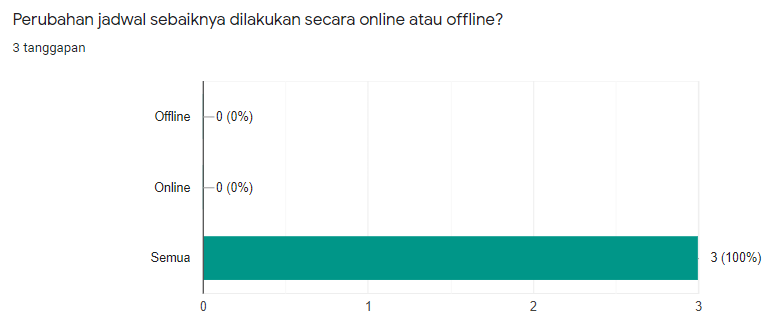 Perubahan jadwal sebaiknya dilakukan secara online atau offline?
3 tanggapan
Offline 0 (0%)
Online 0 (0%)
Semua 3 (100%)
0 1 2 3